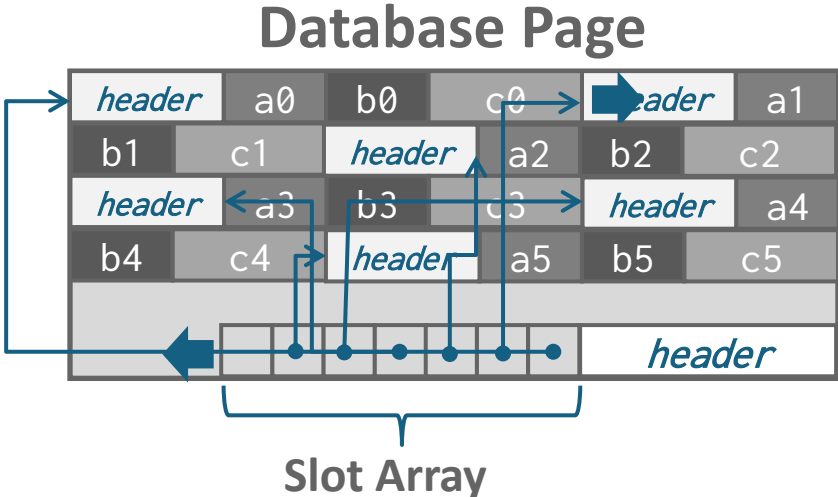 Database Page
header a0 b0 c0 header a1
b1 c1 header a2 b2 c2
header a3 b3 c3 header a4
b4 c4 header a5 b5 c5
header
Slot Array